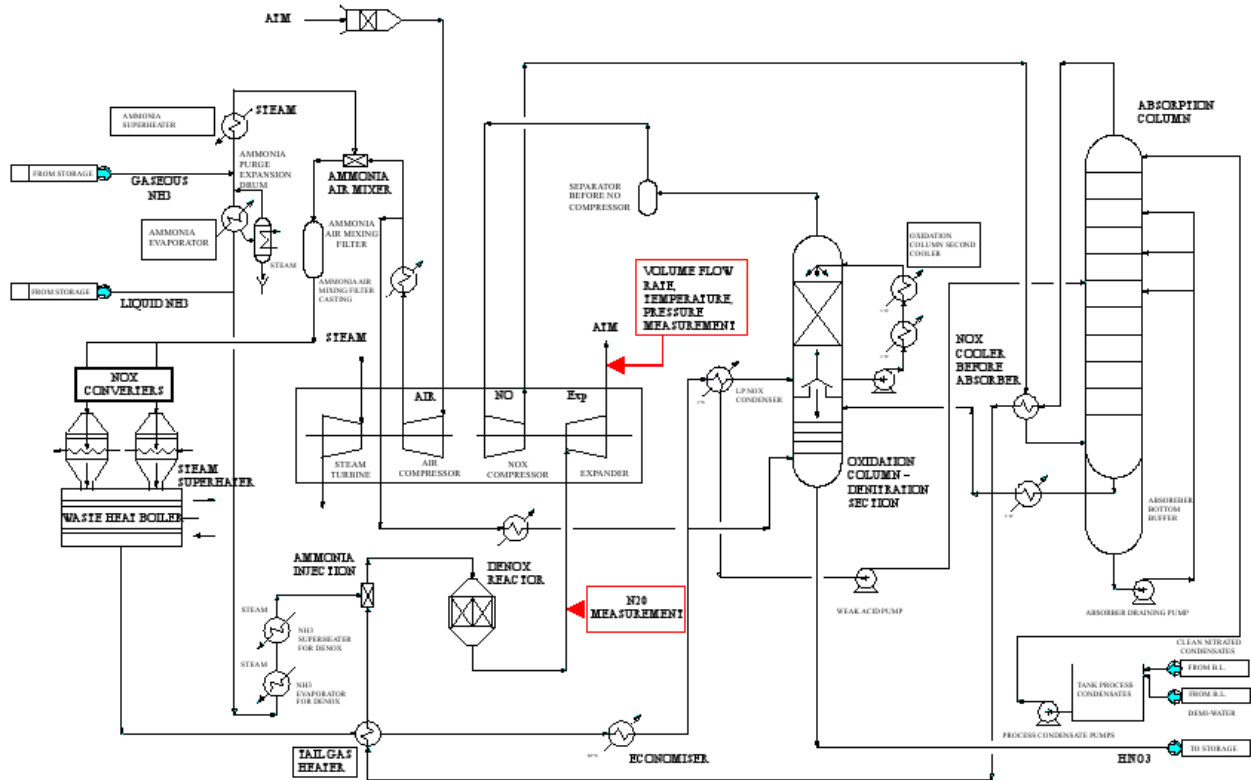 AIM
AMMONIA
SUPERHEATER
STEAM
ABSORPTION
COLUMN
FROM STORAGE
GASEOUS
NH3
AMMONIA
PURGE
EXPANSION
DRUM
AMMONIA
AIR MIXER
SEPARATOR
BEFORE NO
COMPRESSOR
AMMONIA
EVAPORATOR
AMMONIA
AIR MIXING
FILTER
STEAM
OXIDATION
COLUMN SECOND
COOLER
FROM STORAGE
LIQUID NH3
AMMONIA AIR
MIXING FILTER
CASTING
VOLUME FLOW
RATE,
TEMPERATURE,
PRESSURE
MEASUREMENT
STEAM
AIM
NOX
CONVERTERS
NOX
COOLER
BEFORE
ABSORBER
LP NOX
CONDENSER
AIR
NO
Exp
STEAM
TURBINE
AIR
COMPRESSOR
NOX
COMPRESSOR
EXPANDER
STEAM
SUPERHATER
WASTE HEAT BOILER
OXIDATION
COLUMN -
DENITRATION
SECTION
ABSOREBER
BOTTOM
BUFFER
AMMONIA
INJECTION
DENOX
REACTOR
N20
MEASUREMENT
WEAK ACID PUMP
ABSORBER DRAINING PUMP
STEAM
NH3
SUPERHEATER
FOR DENOX
STEAM
NH3
EVAPORATOR
FOR DENOX
CLEAN NITRATED
CONDENSATES
FROM B.L.
TANK PROCESS
CONDENSATES
FROM B.L.
DEMI-WATER
PROCESS CONDENSATE PUMPS
TAIL GAS
HEATER
ECONOMISER
HNO3
TO STORAGE